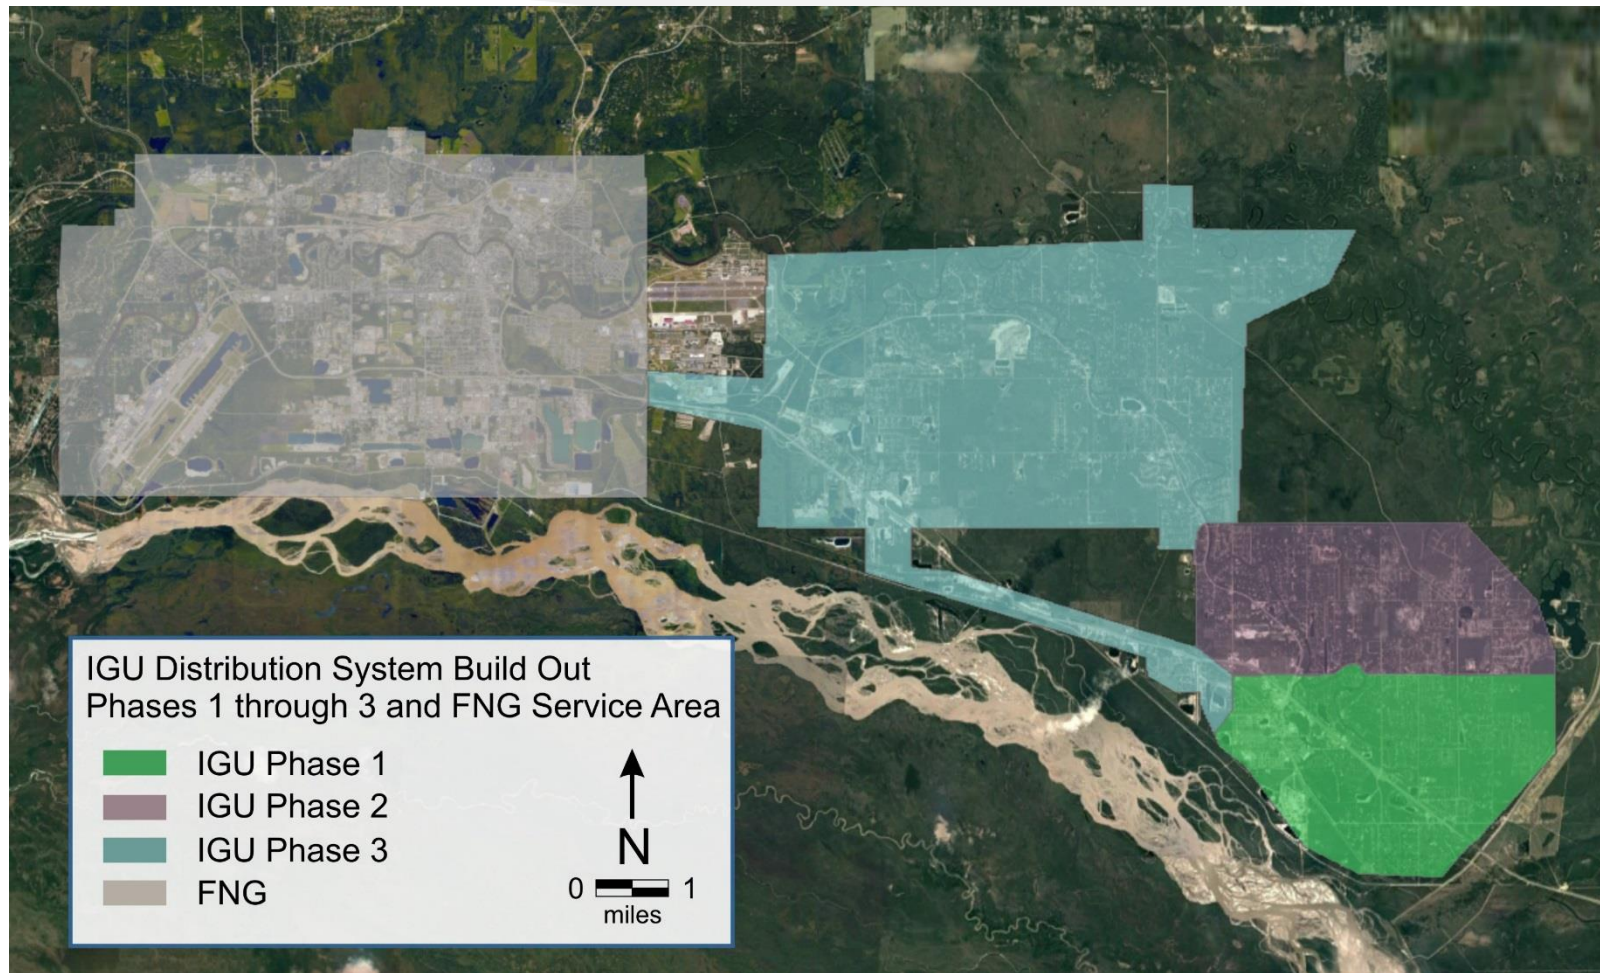 IGU Distribution System Build Out
Phases 1 through 3 and FNG Service Area
IGU Phase 1
IGU Phase 2
IGU Phase 3
FNG
N
0 1
miles